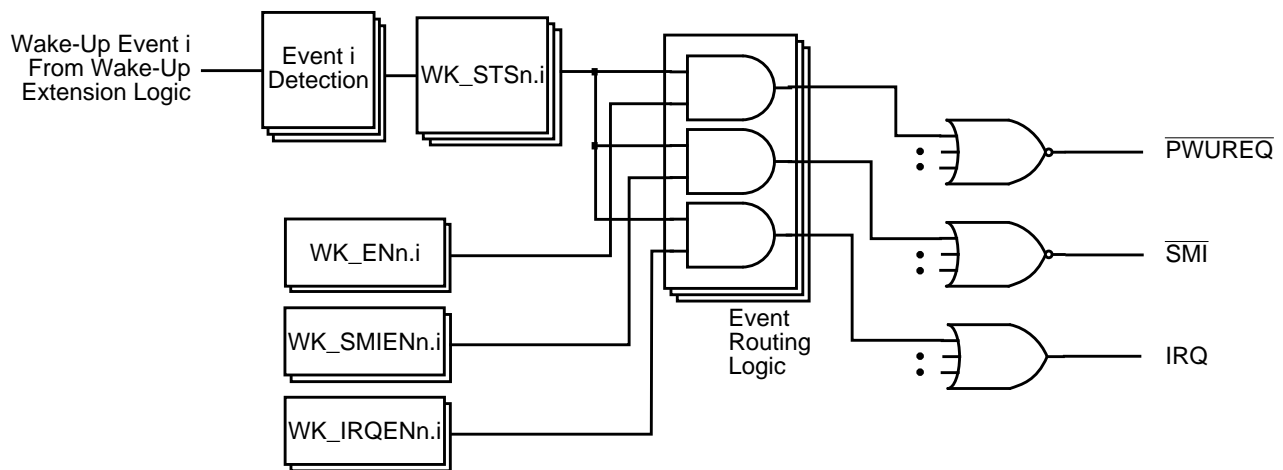 Wake-Up Event i
From Wake-Up
Extension Logic
Event i
Detection
WK_STSn.i
WK_ENn.i
WK_SMIENn.i
WK_IRQENn.i
Event
Routing
Logic
PWUREQ
SMI
IRQ